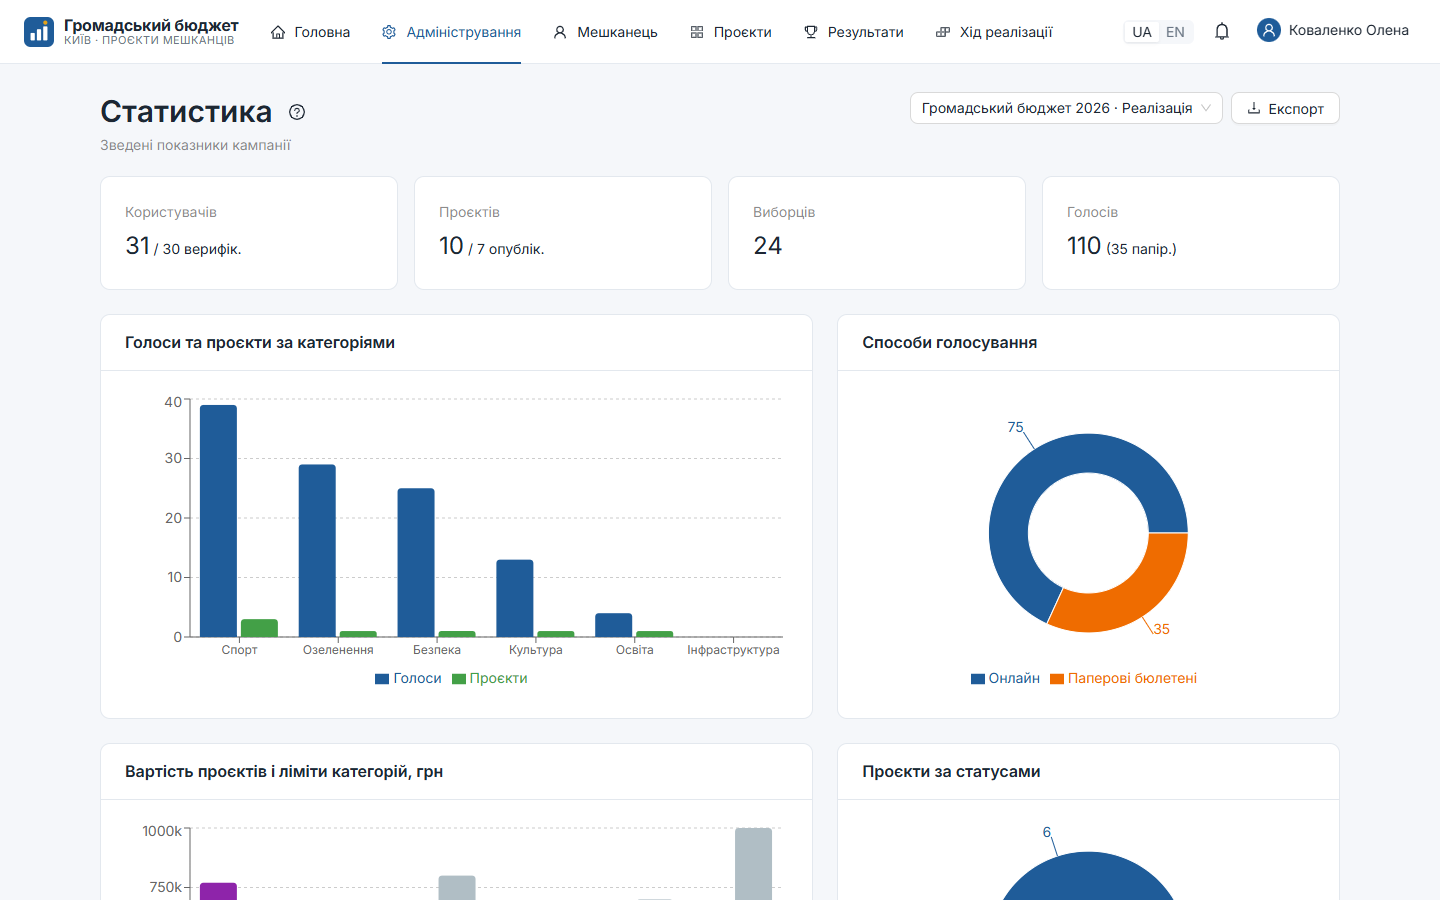 Громадський бюджет
КИЇВ · ПРОЄКТИ МЕШКАНЦІВ
Головна
Адміністрування
Мешканець
Проєкти
Результати
Хід реалізації
UA EN
Коваленко Олена
Статистика
Зведені показники кампанії
Громадський бюджет 2026 · Реалізація
Експорт
Користувачів
31 / 30 верифік.
Проєктів
10 / 7 опублік.
Виборців
24
Голосів
110 (35 папір.)
Голоси та проєкти за категоріями
40
30
20
10
0
Спорт Озеленення Безпека Культура Освіта Інфраструктура
Голоси Проєкти
Способи голосування
75
35
Онлайн Паперові бюлетені
Вартість проєктів і ліміти категорій, грн
1000k
750k
Проєкти за статусами
6